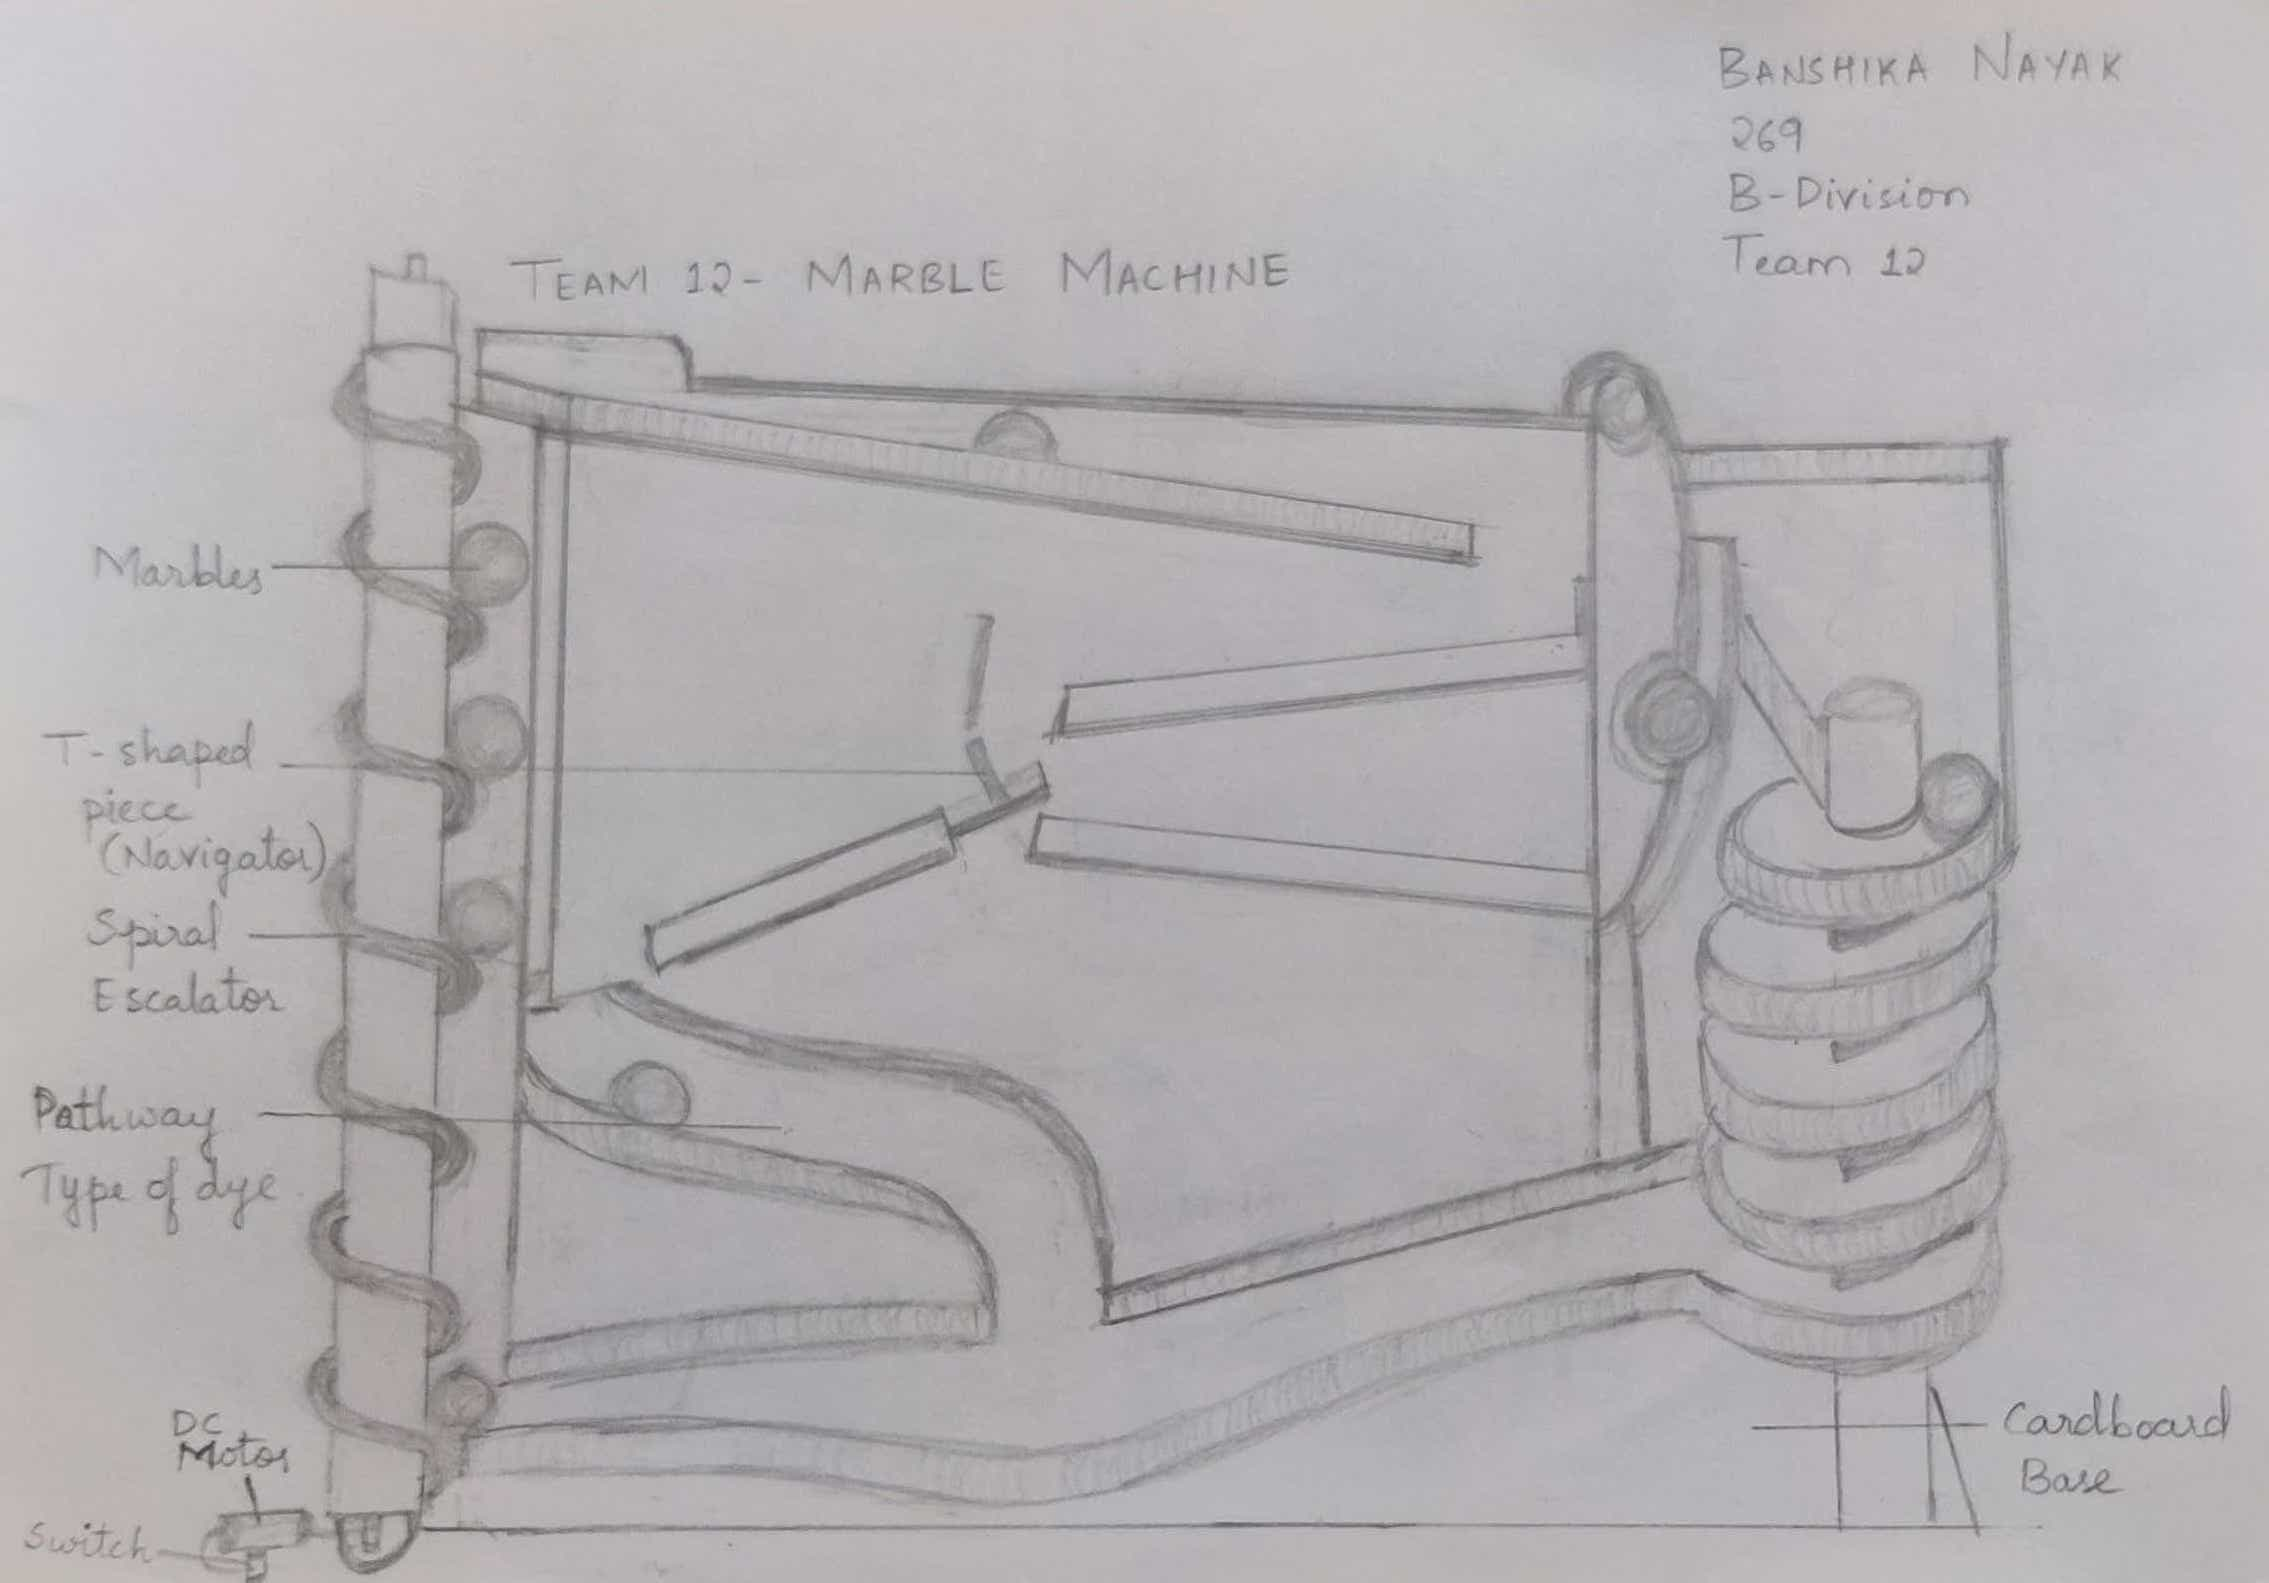 BANSHIKA NAYAK
269
B-Division
Team 12
TEAM 12- MARBLE MACHINE
Marbles
T-shaped
piece
(Navigator)
Spiral
Escalator
Pathway
Type of dye
DC
Motor
Switch
Cardboard
Base